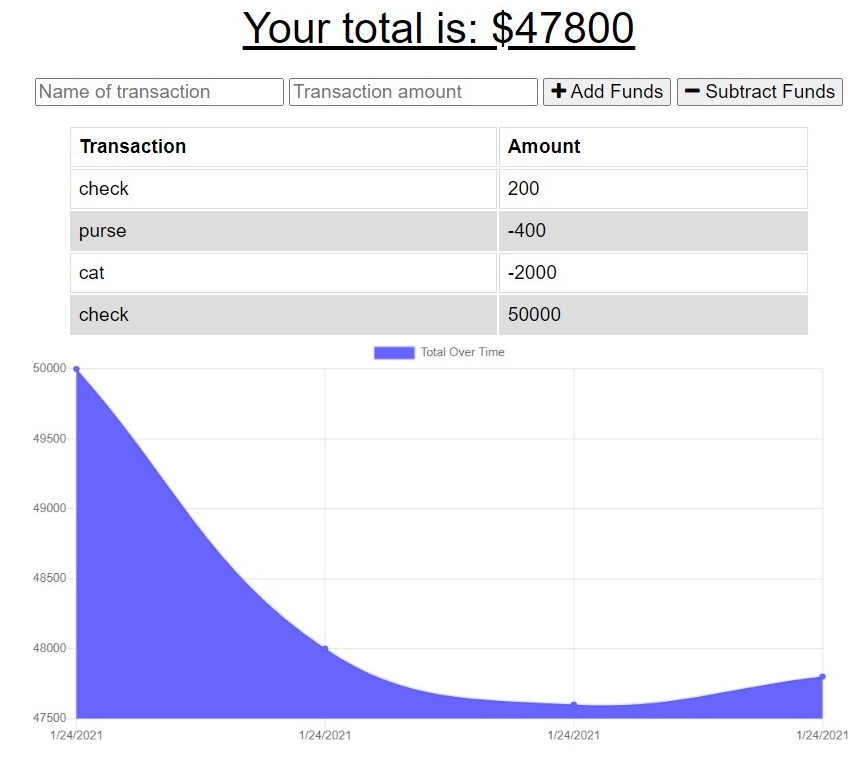 Your total is: $47800
Name of transaction Transaction amount Add Funds Subtract Funds
Transaction Amount
check 200
purse -400
cat -2000
check 50000
Total Over Time
50000
49500
49000
48500
48000
47500
1/24/2021 1/24/2021 1/24/2021 1/24/2021